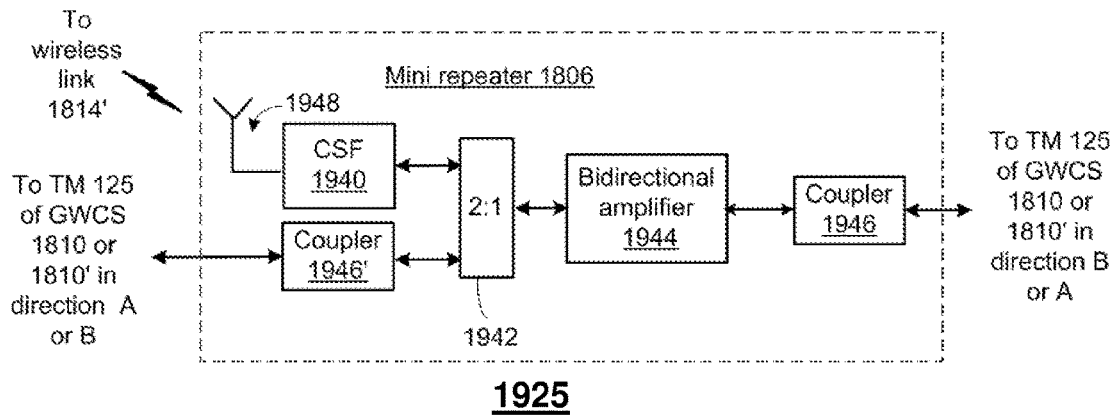 To
wireless
link
1814'
Mini repeater 1806
1948
CSF
1940
To TM 125
of GWCS
1810 or
1810' in
direction A
or B
Coupler
1946'
2:1
1942
Bidirectional
amplifier
1944
Coupler
1946
To TM 125
of GWCS
1810 or
1810' in
direction B
or A
1925